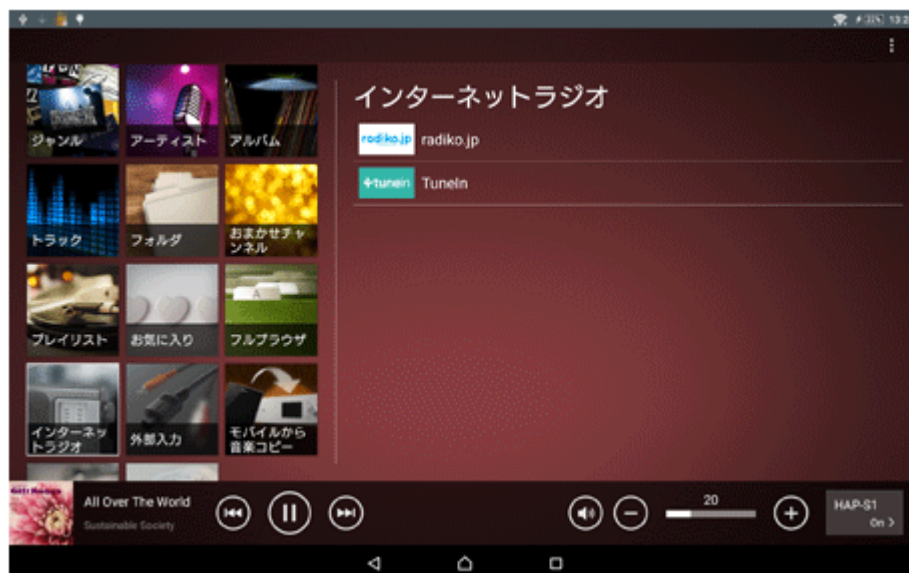 13:2
ジャンル
アーティスト
アルバム
トラック
フォルダ
おまかせチャ
ンネル
プレイリスト
お気に入り
フルブラウザ
インターネッ
トラジオ
外部入力
モバイルから
音楽コピー
インターネットラジオ
radiko.jp
radiko.jp
tunein
TuneIn
All Over The World
Sustainable Society
20
HAP-S1
On >